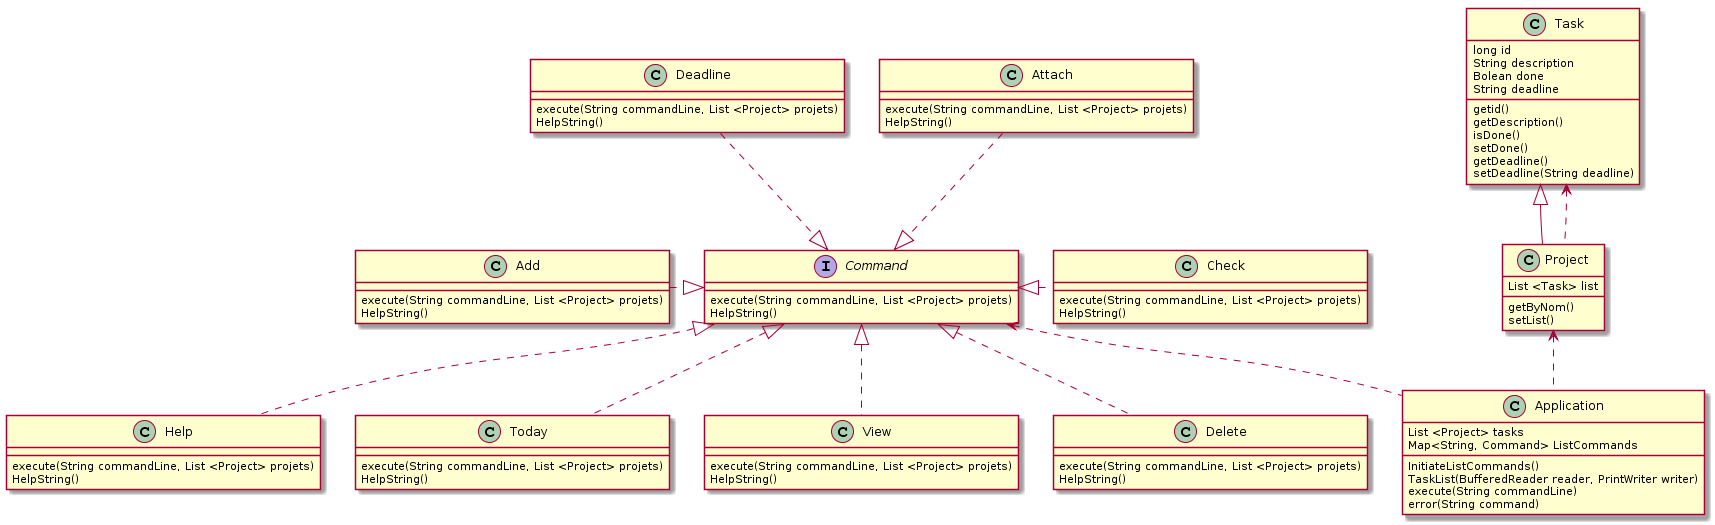 C Task
long id
String description
Bolean done
String deadline
getid()
getDescription()
isDone()
setDone()
getDeadline()
setDeadline(String deadline)
C Deadline
execute(String commandLine, List <Project> projets)
HelpString()
C Attach
execute(String commandLine, List <Project> projets)
HelpString()
C Add
execute(String commandLine, List <Project> projets)
HelpString()
I Command
execute(String commandLine, List <Project> projets)
HelpString()
C Check
execute(String commandLine, List <Project> projets)
HelpString()
C Project
List <Task> list
getByNom()
setList()
C Help
execute(String commandLine, List <Project> projets)
HelpString()
C Today
execute(String commandLine, List <Project> projets)
HelpString()
C View
execute(String commandLine, List <Project> projets)
HelpString()
C Delete
execute(String commandLine, List <Project> projets)
HelpString()
C Application
List <Project> tasks
Map<String, Command> ListCommands
InitiateListCommands()
TaskList(BufferedReader reader, PrintWriter writer)
execute(String commandLine)
error(String command)